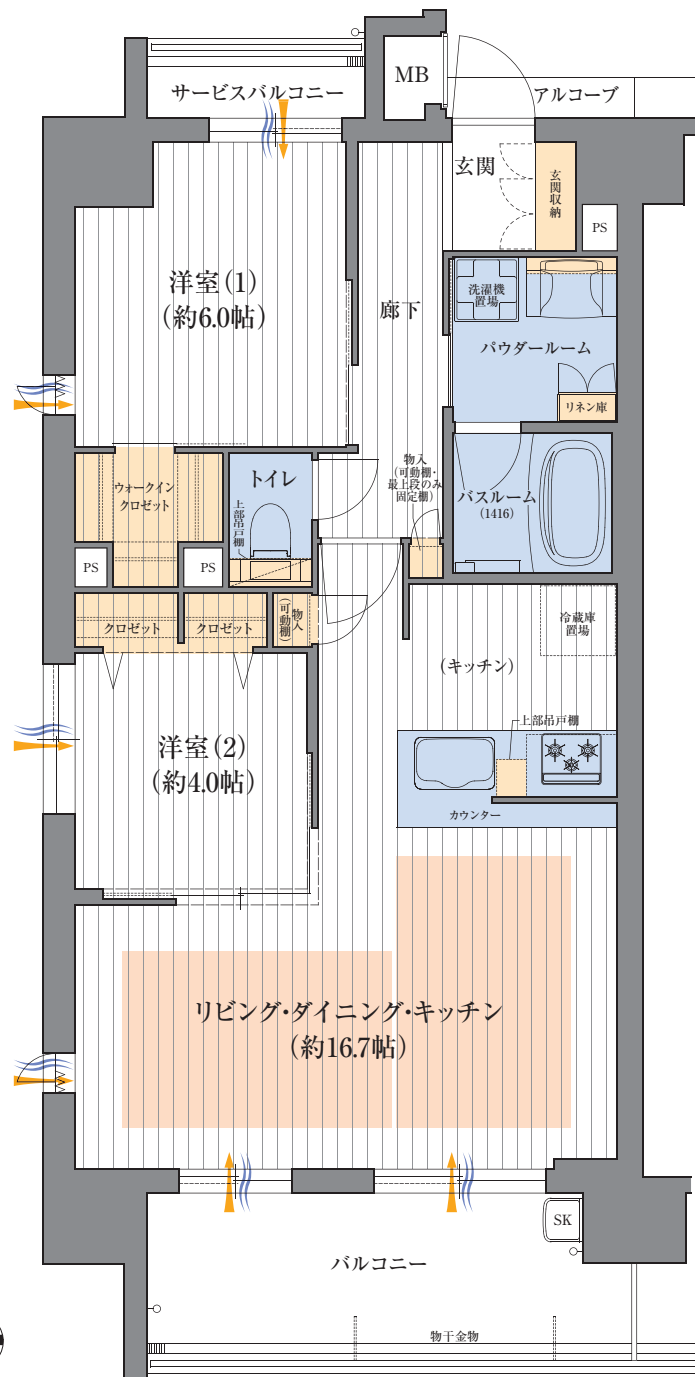 MB
サービスバルコニー
アルコーブ
玄関
玄関収納
PS
洋室(1)
(約6.0帖)
廊下
洗濯機
置場
パウダールーム
リネン庫
物入
(可動棚・
最上段のみ
固定棚)
トイレ
上部吊戸棚
ウォークイン
クロゼット
バスルーム
(1416)
PS
PS
クロゼット
クロゼット
物入
(可動棚)
冷蔵庫
置場
(キッチン)
上部吊戸棚
洋室(2)
(約4.0帖)
カウンター
リビング・ダイニング・キッチン
(約16.7帖)
SK
バルコニー
物干金物